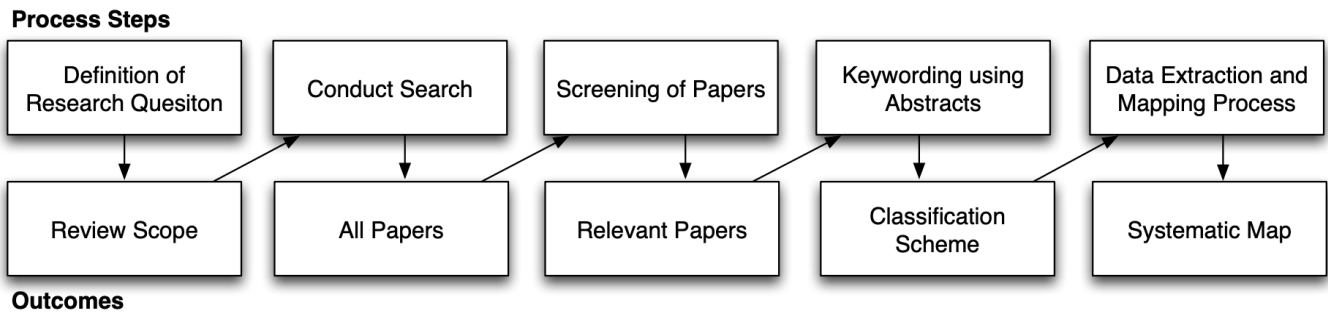 Process Steps
Definition of
Research Quesiton
Conduct Search
Screening of Papers
Keywording using
Abstracts
Data Extraction and
Mapping Process
Review Scope
All Papers
Relevant Papers
Classification
Scheme
Systematic Map
Outcomes